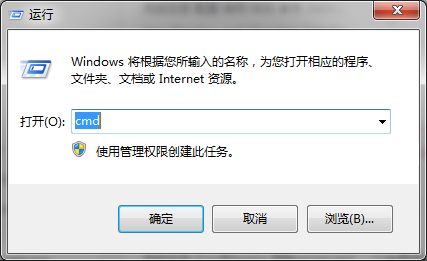 运行
Windows 将根据您所输入的名称，为您打开相应的程序、
文件夹、文档或 Internet 资源。
打开(O): cmd
使用管理权限创建此任务。
确定 取消 浏览(B)...